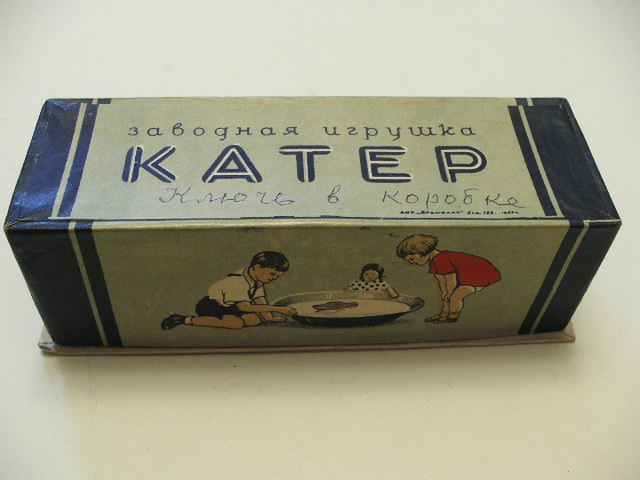 заводная игрушка
КАТЕР
Ключь в коробке